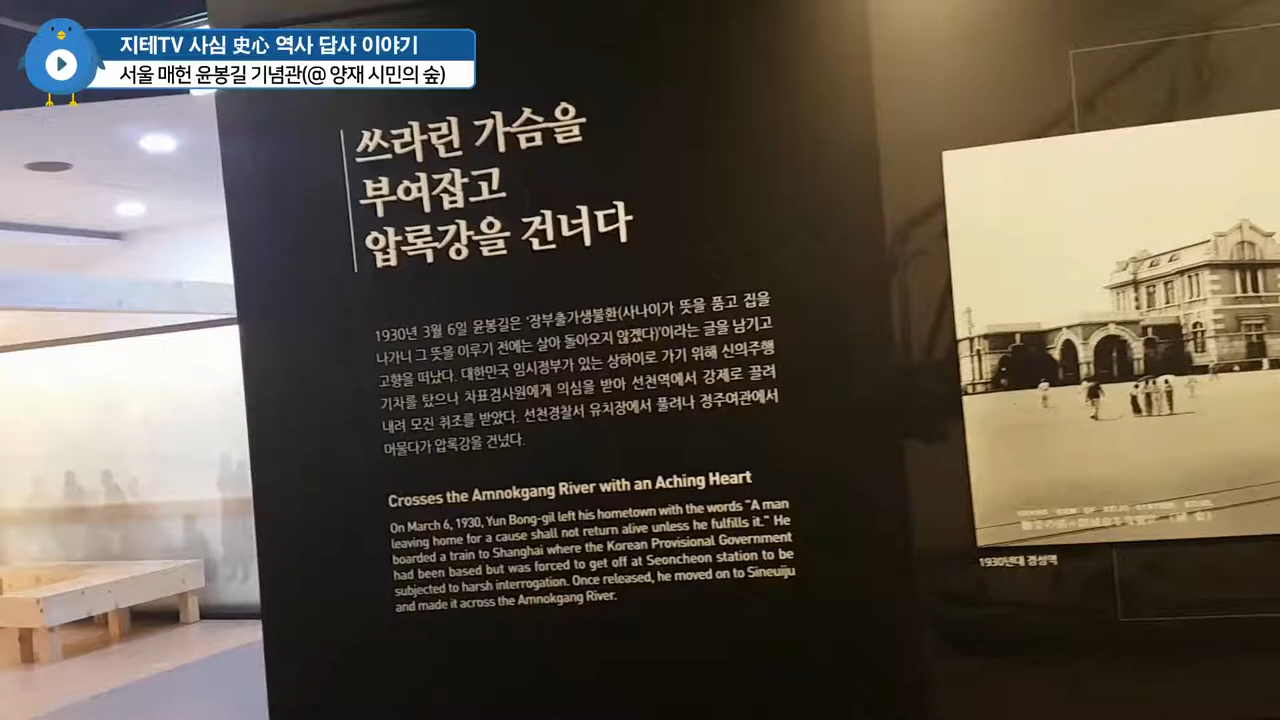 지테TV 사심 史心 역사 답사 이야기
서울 매헌 윤봉길 기념관(@ 양재 시민의 숲)
쓰라린 가슴을
부여잡고
압록강을 건너다
1930년 3월 6일 윤봉길은 '장부출가생불환(사나이가 뜻을 품고 집을
나가니 그 뜻을 이루기 전에는 살아 돌아오지 않겠다)'이라는 글을 남기고
고향을 떠났다. 대한민국 임시정부가 있는 상하이로 가기 위해 신의주행
기차를 탔으나 차표검사원에게 의심을 받아 선천역에서 강제로 끌려
내려 모진 취조를 받았다. 선천경찰서 유치장에서 풀려나 정주여관에서
머물다가 압록강을 건넜다.
Crosses the Amnokgang River with an Aching Heart
On March 6, 1930, Yun Bong-gil left his hometown with the words "A man
leaving home for a cause shall not return alive unless he fulfills it." He
boarded a train to Shanghai where the Korean Provisional Government
had been based but was forced to get off at Seoncheon station to be
subjected to harsh interrogation. Once released, he moved on to Sineuiju
and made it across the Amnokgang River.
1930년대 경성역